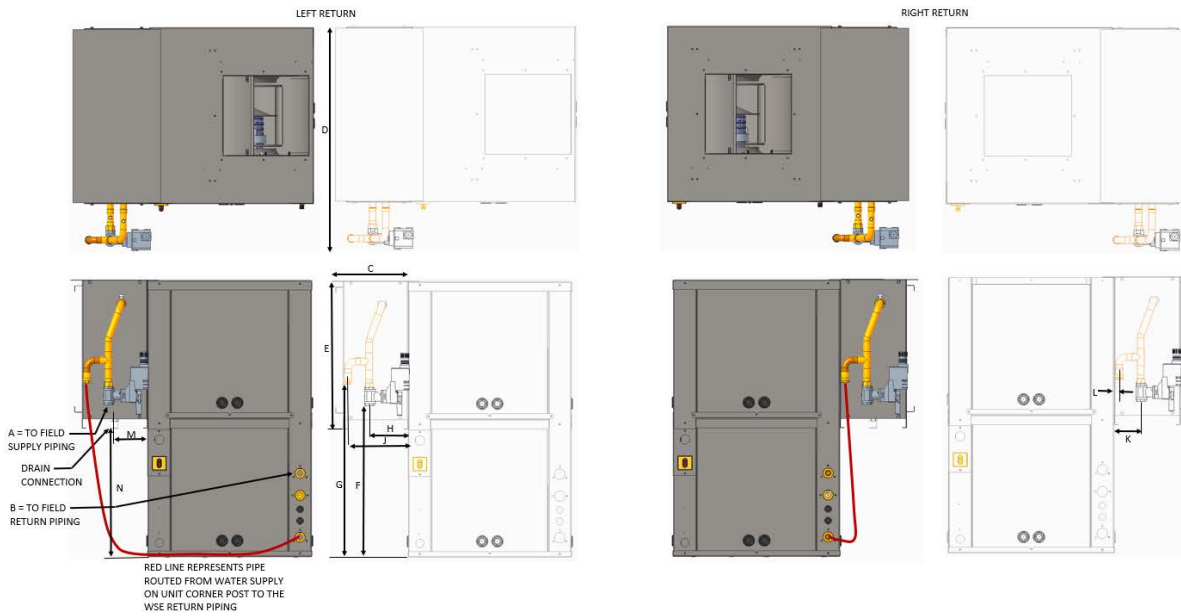 LEFT RETURN
RIGHT RETURN
D
C
E
A = TO FIELD
SUPPLY PIPING
M
H
J
L
K
DRAIN
CONNECTION
N
G
F
B = TO FIELD
RETURN PIPING
RED LINE REPRESENTS PIPE
ROUTED FROM WATER SUPPLY
ON UNIT CORNER POST TO THE
WSE RETURN PIPING